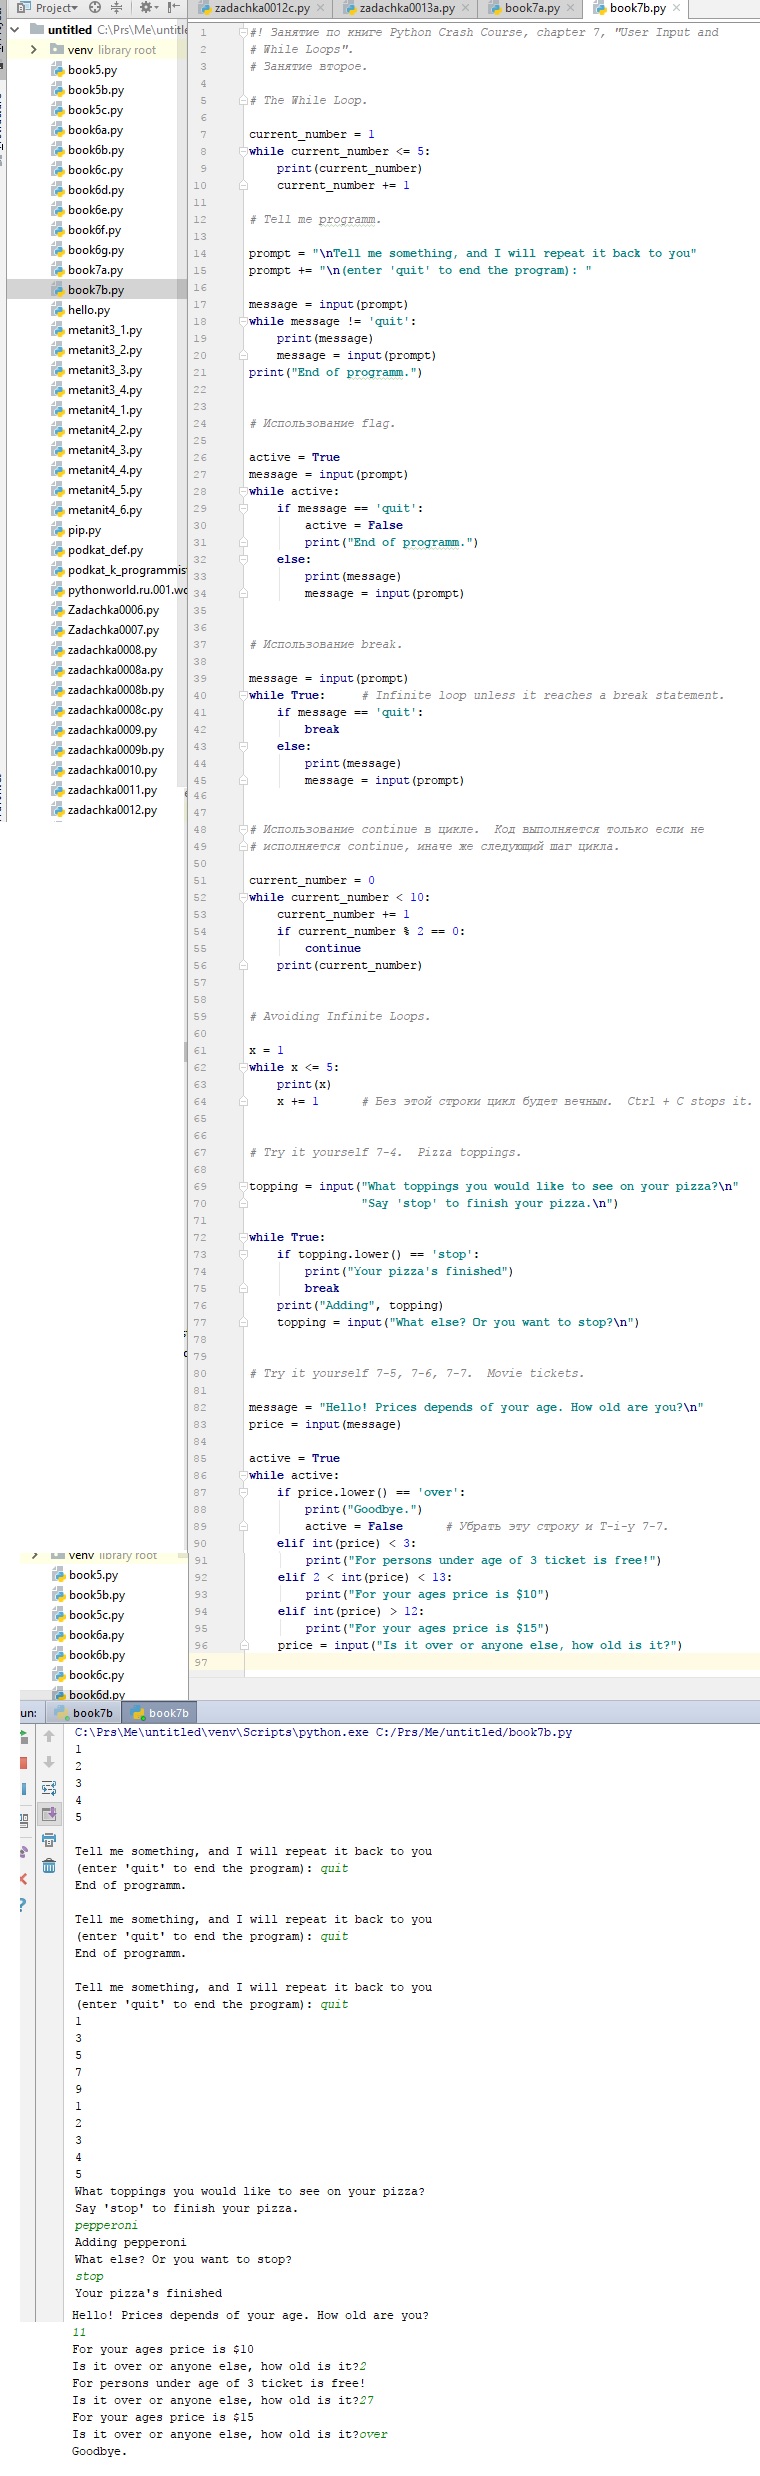 Project
zadachka0012c.py
zadachka0013a.py
book7a.py
book7b.py
untitled C:\Prs\Me\untitle
venv library root
book5.py
book5b.py
book5c.py
book6a.py
book6b.py
book6c.py
book6d.py
book6e.py
book6f.py
book6g.py
book7a.py
book7b.py
hello.py
metanit3_1.py
metanit3_2.py
metanit3_3.py
metanit3_4.py
metanit4_1.py
metanit4_2.py
metanit4_3.py
metanit4_4.py
metanit4_5.py
metanit4_6.py
pip.py
podkat_def.py
podkat_k_programmis
pythonworld.ru.001.wo
Zadachka0006.py
Zadachka0007.py
zadachka0008.py
zadachka0008a.py
zadachka0008b.py
zadachka0008c.py
zadachka0009.py
zadachka0009b.py
zadachka0010.py
zadachka0011.py
zadachka0012.py
1 #! Занятие по книге Python Crash Course, chapter 7, "User Input and
2 # While Loops".
3 # Занятие второе.
4
5 # The While Loop.
6
7 current_number = 1
8 while current_number <= 5:
9 print(current_number)
10 current_number += 1
11
12 # Tell me programm.
13
14 prompt = "\nTell me something, and I will repeat it back to you"
15 prompt += "\n(enter 'quit' to end the program): "
16
17 message = input(prompt)
18 while message != 'quit':
19 print(message)
20 message = input(prompt)
21 print("End of programm.")
22
23
24 # Использование flag.
25
26 active = True
27 message = input(prompt)
28 while active:
29 if message == 'quit':
30 active = False
31 print("End of programm.")
32 else:
33 print(message)
34 message = input(prompt)
35
36
37 # Использование break.
38
39 message = input(prompt)
40 while True: # Infinite loop unless it reaches a break statement.
41 if message == 'quit':
42 break
43 else:
44 print(message)
45 message = input(prompt)
46
47
48 # Использование continue в цикле. Код выполняется только если не
49 # исполняется continue, иначе же следующий шаг цикла.
50
51 current_number = 0
52 while current_number < 10:
53 current_number += 1
54 if current_number % 2 == 0:
55 continue
56 print(current_number)
57
58
59 # Avoiding Infinite Loops.
60
61 x = 1
62 while x <= 5:
63 print(x)
64 x += 1 # Без этой строки цикл будет вечным. Ctrl + C stops it.
65
66
67 # Try it yourself 7-4. Pizza toppings.
68
69 topping = input("What toppings you would like to see on your pizza?\n"
70 "Say 'stop' to finish your pizza.\n")
71
72 while True:
73 if topping.lower() == 'stop':
74 print("Your pizza's finished")
75 break
76 print("Adding", topping)
77 topping = input("What else? Or you want to stop?\n")
78
79
80 # Try it yourself 7-5, 7-6, 7-7. Movie tickets.
81
82 message = "Hello! Prices depends of your age. How old are you?\n"
83 price = input(message)
84
85 active = True
86 while active:
87 if price.lower() == 'over':
88 print("Goodbye.")
89 active = False # Убрать эту строку и T-i-y 7-7.
90 elif int(price) < 3:
91 print("For persons under age of 3 ticket is free!")
92 elif 2 < int(price) < 13:
93 print("For your ages price is $10")
94 elif int(price) > 12:
95 print("For your ages price is $15")
96 price = input("Is it over or anyone else, how old is it?")
97
venv library root
book5.py
book5b.py
book5c.py
book6a.py
book6b.py
book6c.py
book6d.py
un:
book7b
book7b
C:\Prs\Me\untitled\venv\Scripts\python.exe C:/Prs/Me/untitled/book7b.py
1
2
3
4
5
Tell me something, and I will repeat it back to you
(enter 'quit' to end the program): quit
End of programm.
Tell me something, and I will repeat it back to you
(enter 'quit' to end the program): quit
End of programm.
Tell me something, and I will repeat it back to you
(enter 'quit' to end the program): quit
1
3
5
7
9
1
2
3
4
5
What toppings you would like to see on your pizza?
Say 'stop' to finish your pizza.
pepperoni
Adding pepperoni
What else? Or you want to stop?
stop
Your pizza's finished
Hello! Prices depends of your age. How old are you?
11
For your ages price is $10
Is it over or anyone else, how old is it?2
For persons under age of 3 ticket is free!
Is it over or anyone else, how old is it?27
For your ages price is $15
Is it over or anyone else, how old is it?over
Goodbye.